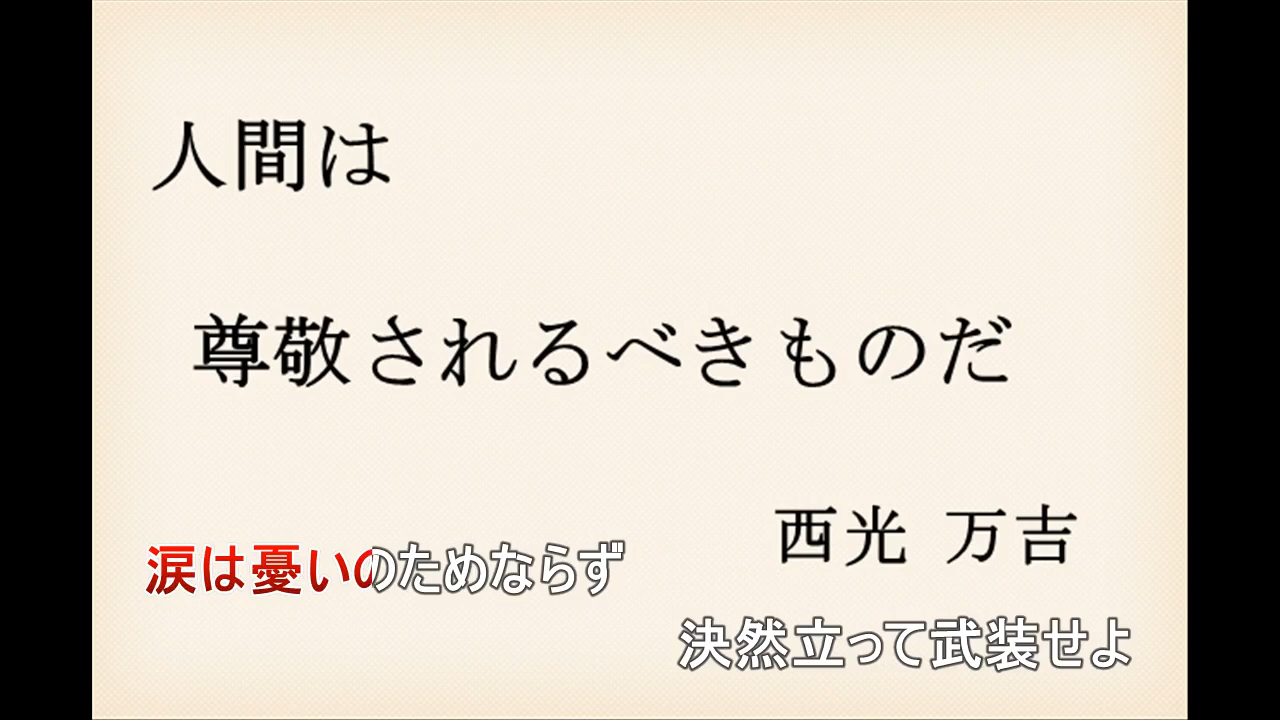 人間は
尊敬されるべきものだ
西光 万吉
涙は憂いのためならず
決然立って武装せよ